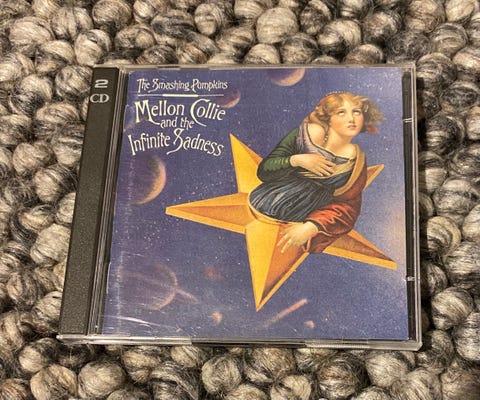 2
CD
The Smashing Pumpkins
Mellon Collie
and the
Infinite Sadness